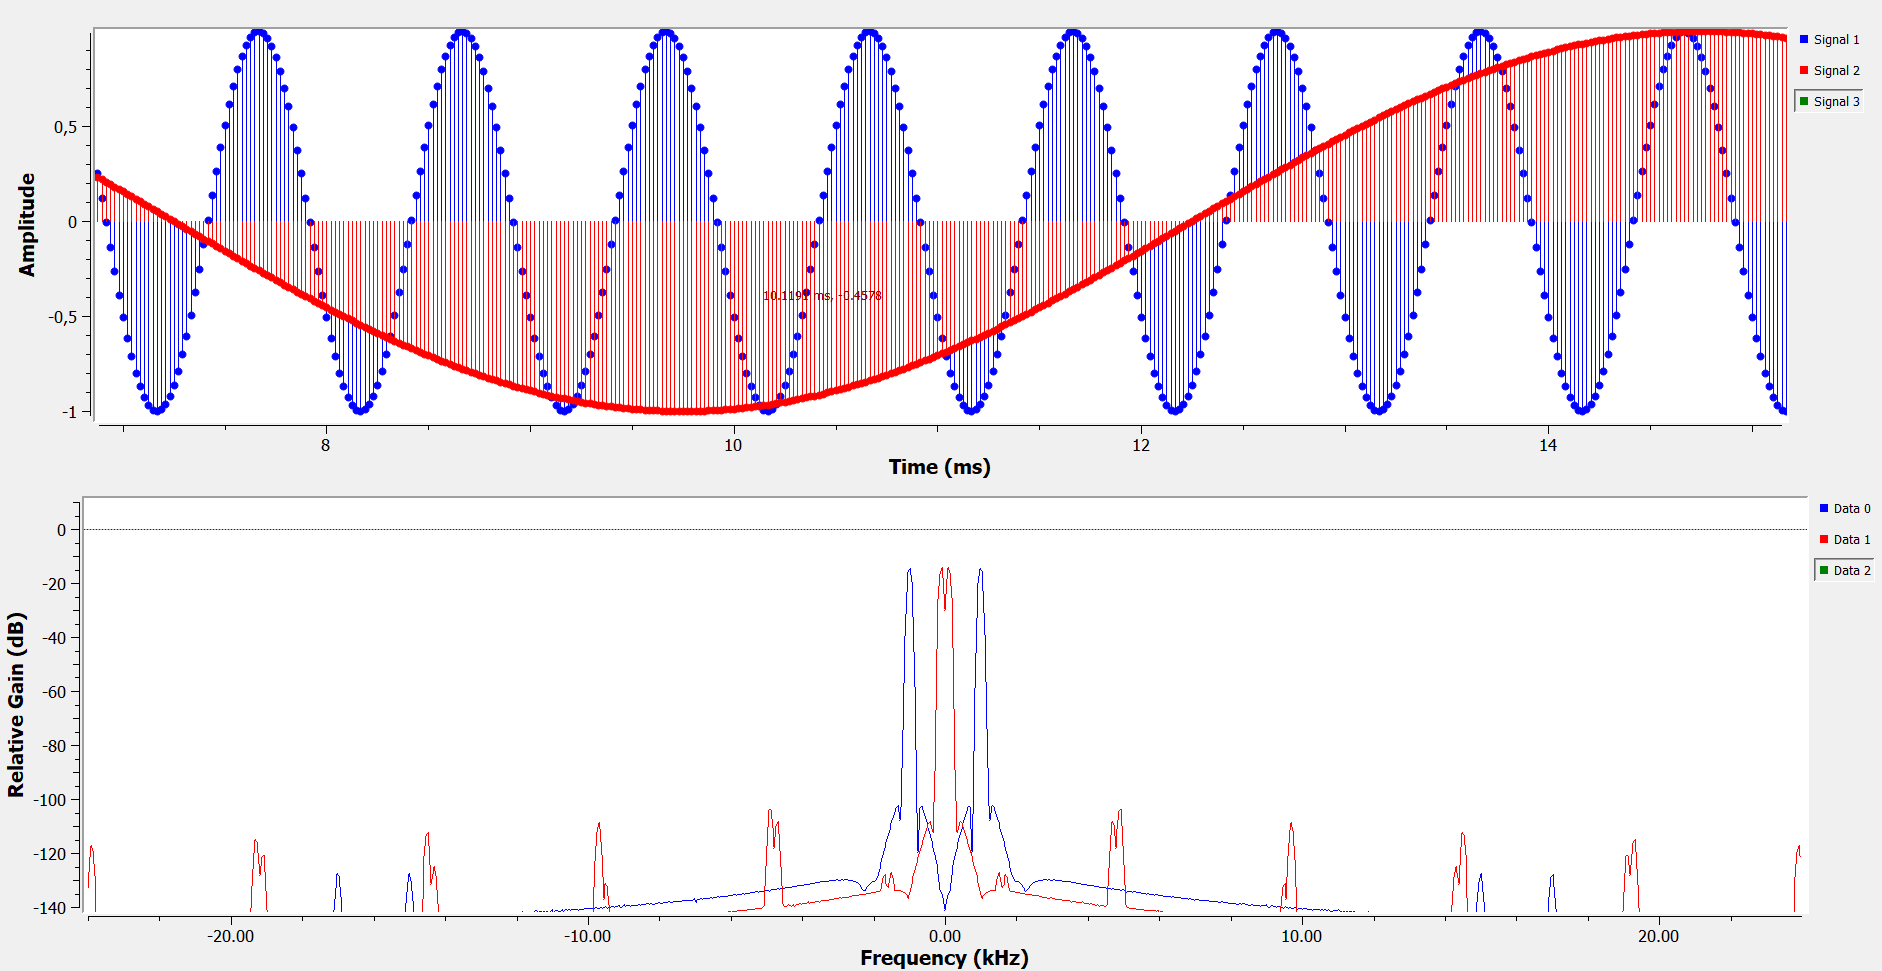 Amplitude
0,5
0
-0,5
-1
10.1191 ms, -0.4578
8
10
12
14
Time (ms)
Signal 1
Signal 2
Signal 3
Relative Gain (dB)
0
-20
-40
-60
-80
-100
-120
-140
-20.00
-10.00
0.00
10.00
20.00
Frequency (kHz)
Data 0
Data 1
Data 2